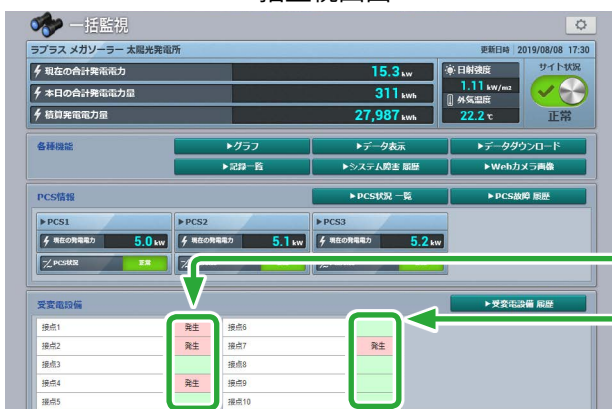 一括監視
ラプラス メガソーラー 太陽光発電所
更新日時 2019/08/08 17:30
現在の合計発電電力 15.3 kW
日射強度
サイト状況
本日の合計発電電力量 311 kWh
1.11 kW/m2
外気温度
積算発電電力量 27,987 kWh
22.2 ℃
正常
各種機能
▶グラフ ▶データ表示 ▶データダウンロード
▶記録一覧 ▶システム障害 履歴 ▶Webカメラ画像
PCS情報
▶PCS状況 一覧 ▶PCS故障 履歴
▶PCS1 ▶PCS2 ▶PCS3
現在の発電電力 5.0 kW 現在の発電電力 5.1 kW 現在の発電電力 5.2 kW
PCS状況 正常
受変電設備
▶受変電設備 履歴
接点1 発生 接点6
接点2 発生 接点7 発生
接点3 接点8
接点4 発生 接点9
接点5 接点10